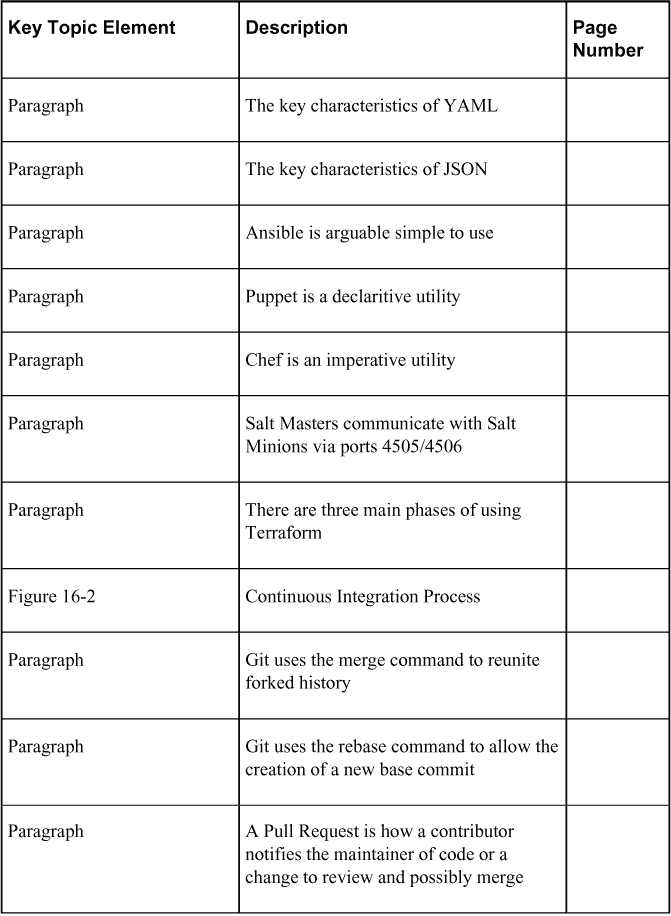 Key Topic Element Description Page
Number
Paragraph The key characteristics of YAML
Paragraph The key characteristics of JSON
Paragraph Ansible is arguable simple to use
Paragraph Puppet is a declaritive utility
Paragraph Chef is an imperative utility
Paragraph Salt Masters communicate with Salt
Minions via ports 4505/4506
Paragraph There are three main phases of using
Terraform
Figure 16-2 Continuous Integration Process
Paragraph Git uses the merge command to reunite
forked history
Paragraph Git uses the rebase command to allow the
creation of a new base commit
Paragraph A Pull Request is how a contributor
notifies the maintainer of code or a
change to review and possibly merge